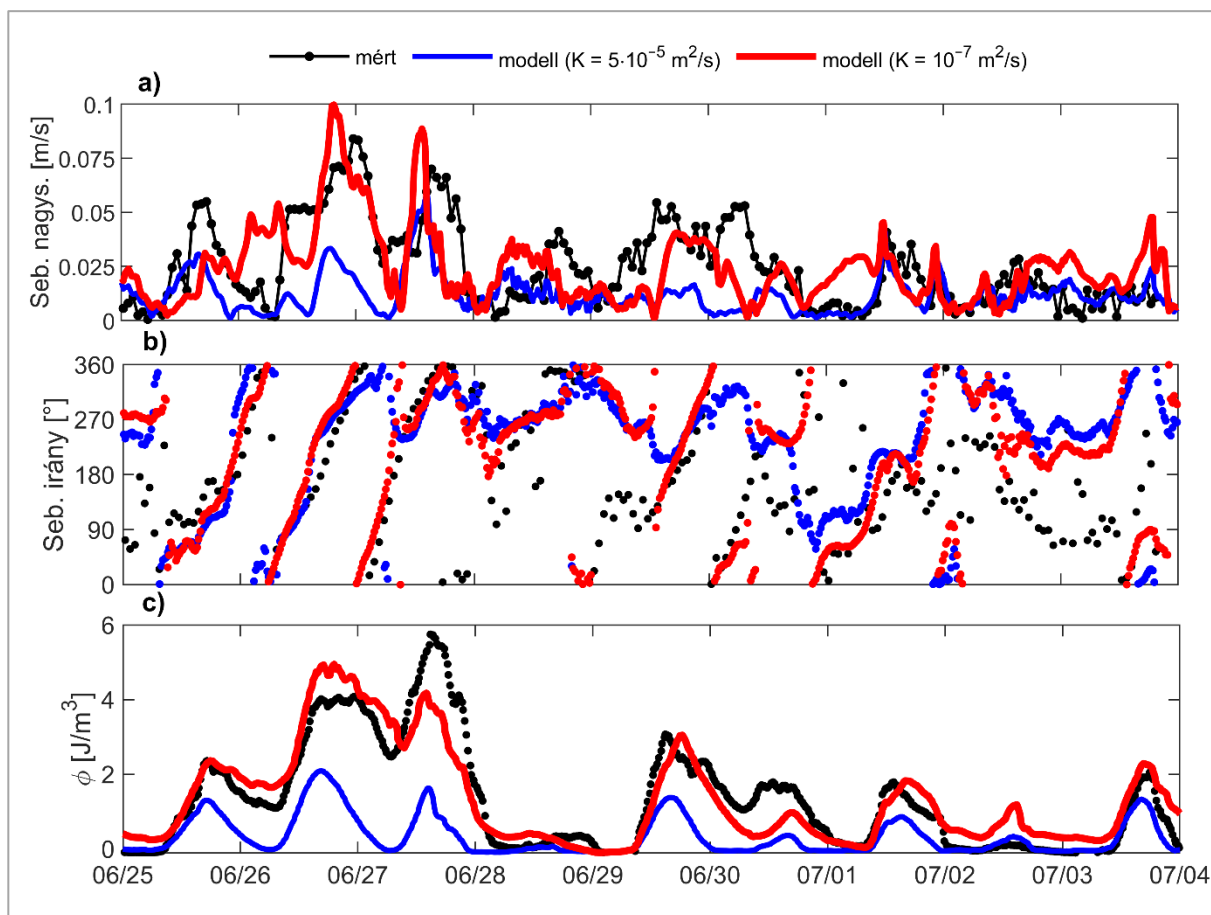 mért modell (K = 5·10⁻⁵ m²/s) modell (K = 10⁻⁷ m²/s)
a)
Seb. nagys. [m/s]
0.1
0.075
0.05
0.025
0
b)
Seb. irány [°]
360
270
180
90
0
c)
ϕ [J/m³]
6
4
2
0
06/25 06/26 06/27 06/28 06/29 06/30 07/01 07/02 07/03 07/04